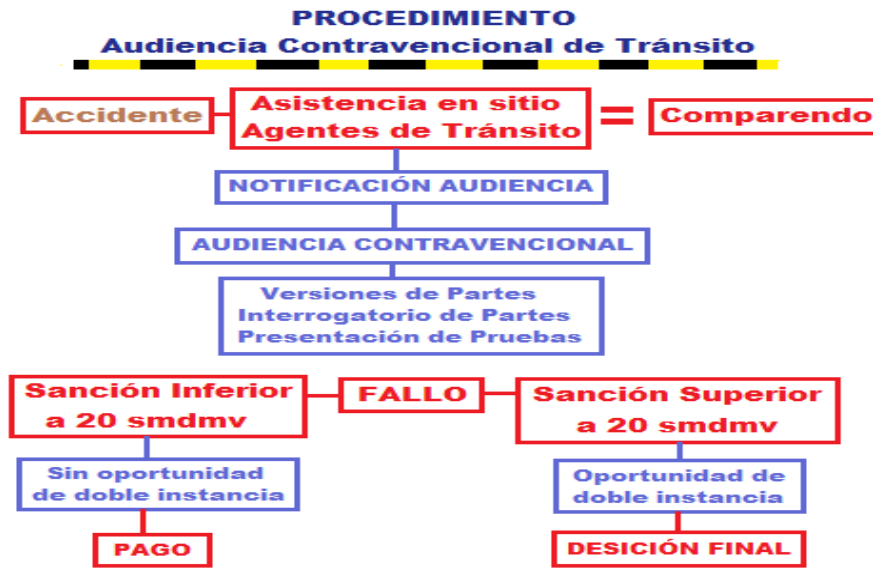 PROCEDIMIENTO
Audiencia Contravencional de Tránsito
Accidente
Asistencia en sitio
Agentes de Tránsito
=
Comparendo
NOTIFICACIÓN AUDIENCIA
AUDIENCIA CONTRAVENCIONAL
Versiones de Partes
Interrogatorio de Partes
Presentación de Pruebas
Sanción Inferior
a 20 smdmv
FALLO
Sanción Superior
a 20 smdmv
Sin oportunidad
de doble instancia
Oportunidad de
doble instancia
PAGO
DESICIÓN FINAL